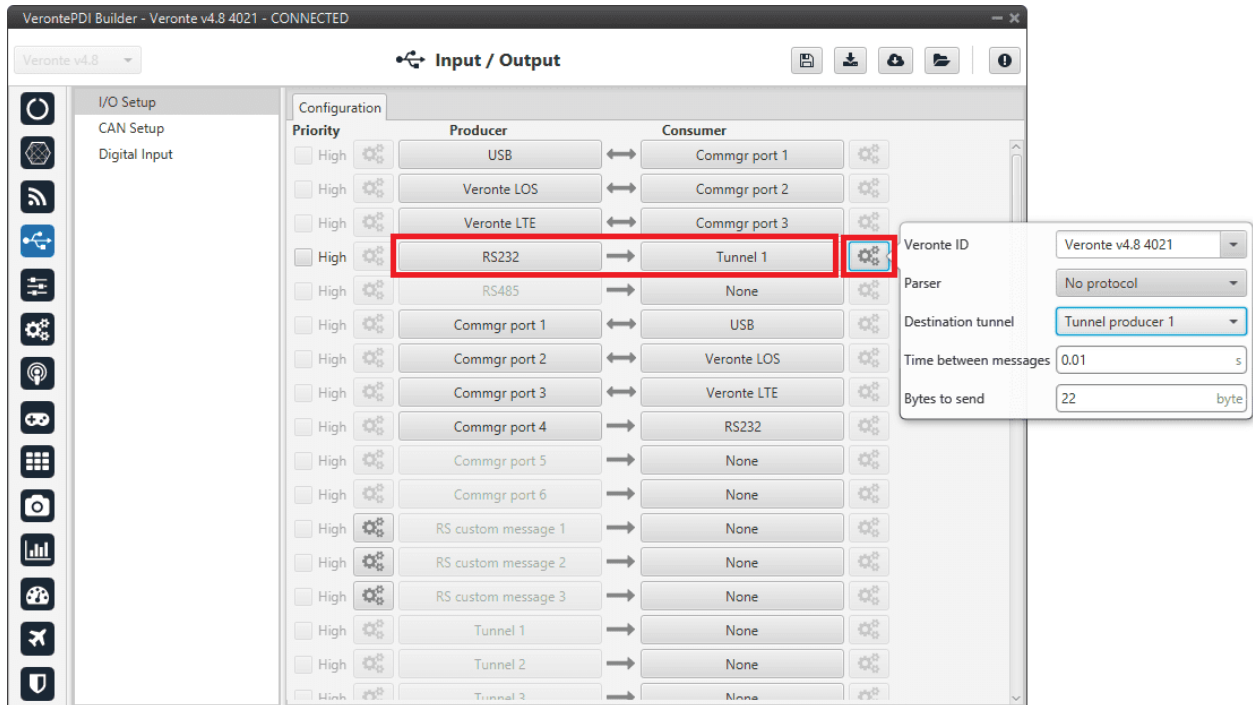 VerontePDI Builder - Veronte v4.8 4021 - CONNECTED
Veronte v4.8
Input / Output
I/O Setup
CAN Setup
Digital Input
Configuration
Priority Producer Consumer
High USB Commgr port 1
High Veronte LOS Commgr port 2
High Veronte LTE Commgr port 3
High RS232 Tunnel 1
High RS485 None
High Commgr port 1 USB
High Commgr port 2 Veronte LOS
High Commgr port 3 Veronte LTE
High Commgr port 4 RS232
High Commgr port 5 None
High Commgr port 6 None
High RS custom message 1 None
High RS custom message 2 None
High RS custom message 3 None
High Tunnel 1 None
High Tunnel 2 None
High Tunnel 3 None
Veronte ID Veronte v4.8 4021
Parser No protocol
Destination tunnel Tunnel producer 1
Time between messages 0.01 s
Bytes to send 22 byte